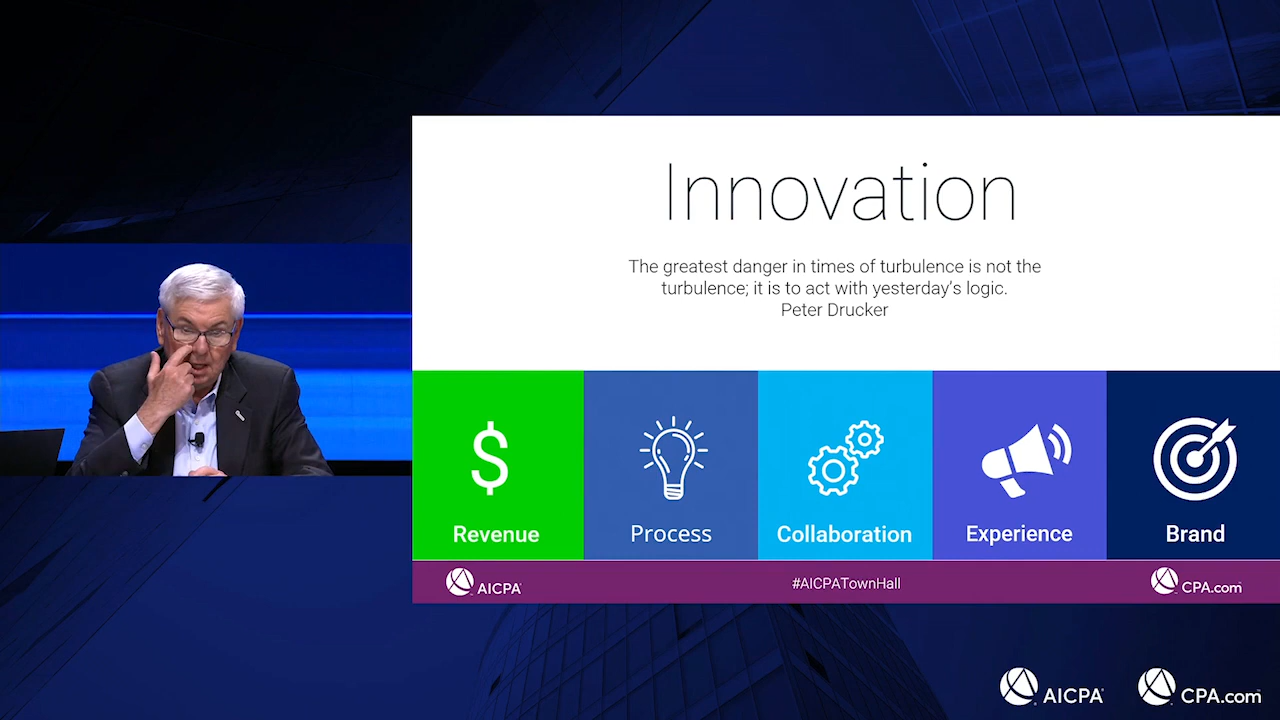 Innovation
The greatest danger in times of turbulence is not the
turbulence; it is to act with yesterday's logic.
Peter Drucker
$
Revenue
Process
Collaboration
Experience
Brand
AICPA
#AICPATownHall
CPA.com
AICPA
CPA.com